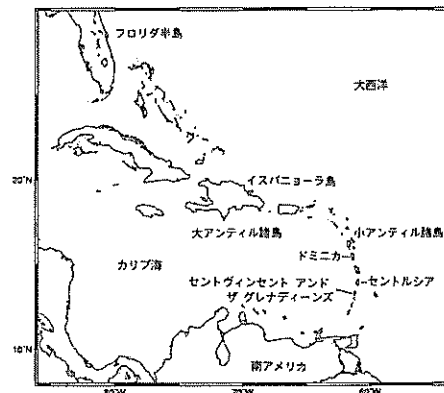 フロリダ半島
大西洋
20°N
イスパニョーラ島
大アンティル諸島
小アンティル諸島
ドミニカ
カリブ海
セントヴィンセント アンド
ザ グレナディーンズ
セントルシア
10°N
南アメリカ
80°W
70°W
60°W